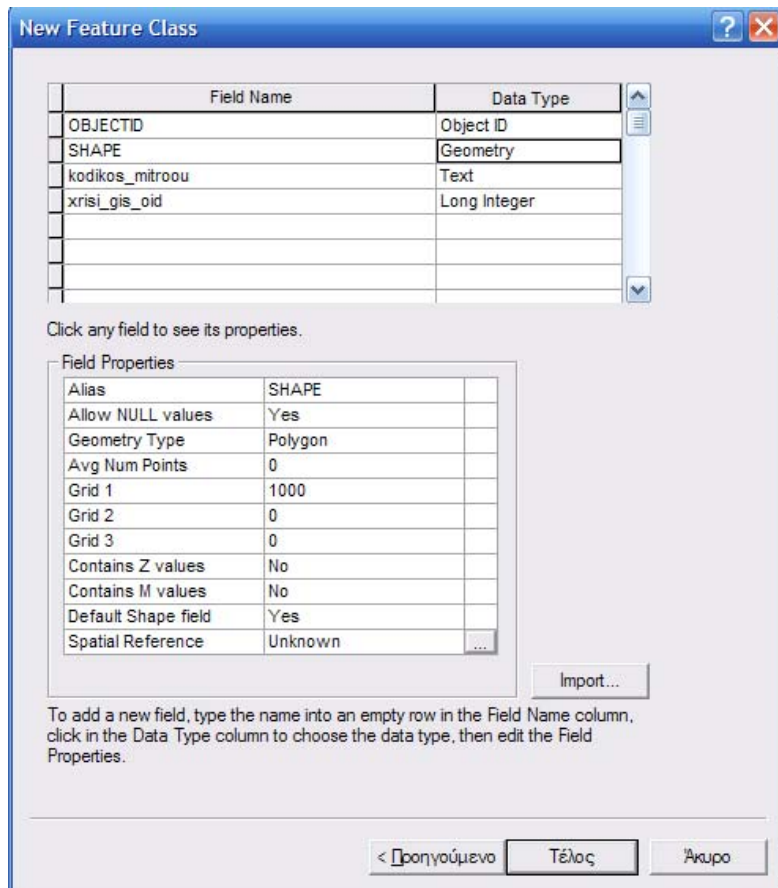 New Feature Class
Field Name Data Type
OBJECTID Object ID
SHAPE Geometry
kodikos_mitroou Text
xrisi_gis_oid Long Integer
Click any field to see its properties.
Field Properties
Alias SHAPE
Allow NULL values Yes
Geometry Type Polygon
Avg Num Points 0
Grid 1 1000
Grid 2 0
Grid 3 0
Contains Z values No
Contains M values No
Default Shape field Yes
Spatial Reference Unknown ...
Import...
To add a new field, type the name into an empty row in the Field Name column,
click in the Data Type column to choose the data type, then edit the Field
Properties.
< Προηγούμενο Τέλος Άκυρο